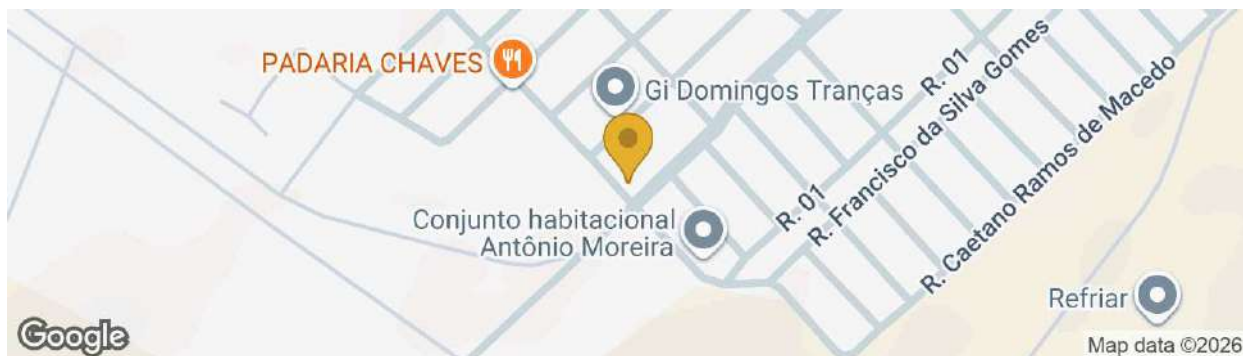 PADARIA CHAVES
Gi Domingos Tranças
R. 01
R. Francisco da Silva Gomes
R. Caetano Ramos de Macedo
Conjunto habitacional
Antônio Moreira
R. 01
Refriar
Google
Map data ©2026